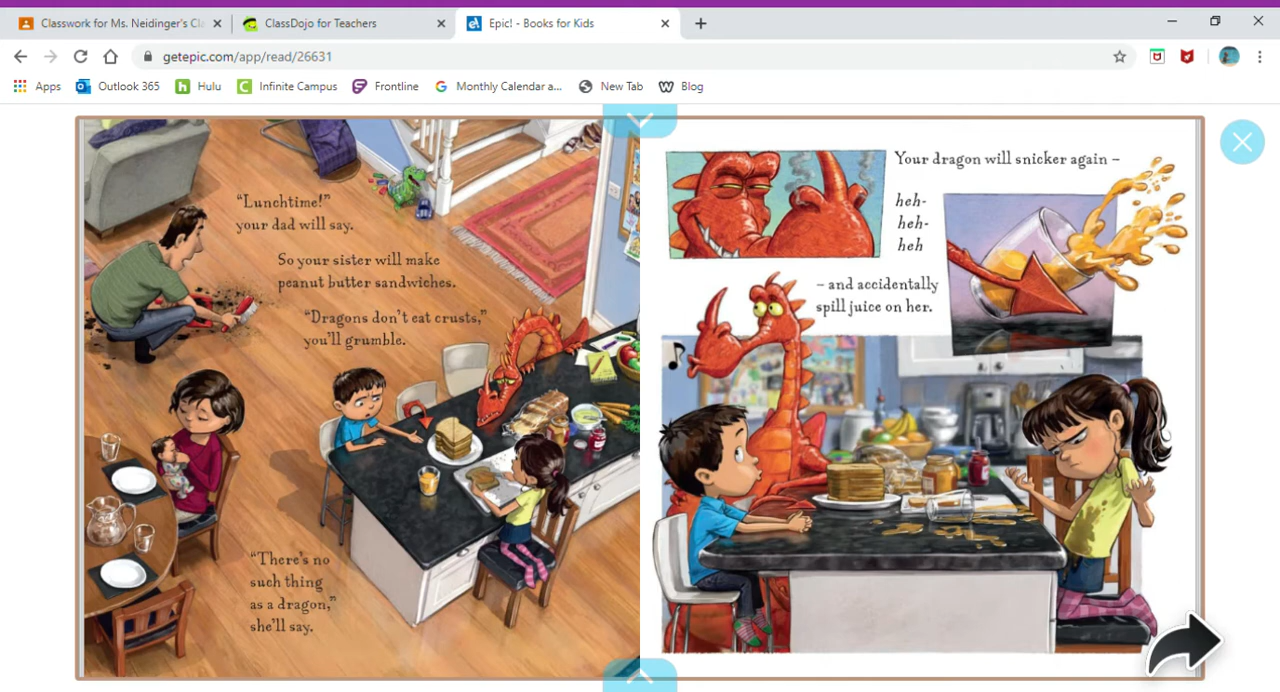 Classwork for Ms. Neidinger's Cla
ClassDojo for Teachers
Epic! - Books for Kids
getepic.com/app/read/26631
Apps
Outlook 365
Hulu
Infinite Campus
Frontline
Monthly Calendar a...
New Tab
Blog
“Lunchtime!”
your dad will say.
So your sister will make
peanut butter sandwiches.
“Dragons don’t eat crusts,”
you’ll grumble.
“There’s no
such thing
as a dragon,”
she’ll say.
Your dragon will snicker again –
heh-
heh-
heh
– and accidentally
spill juice on her.